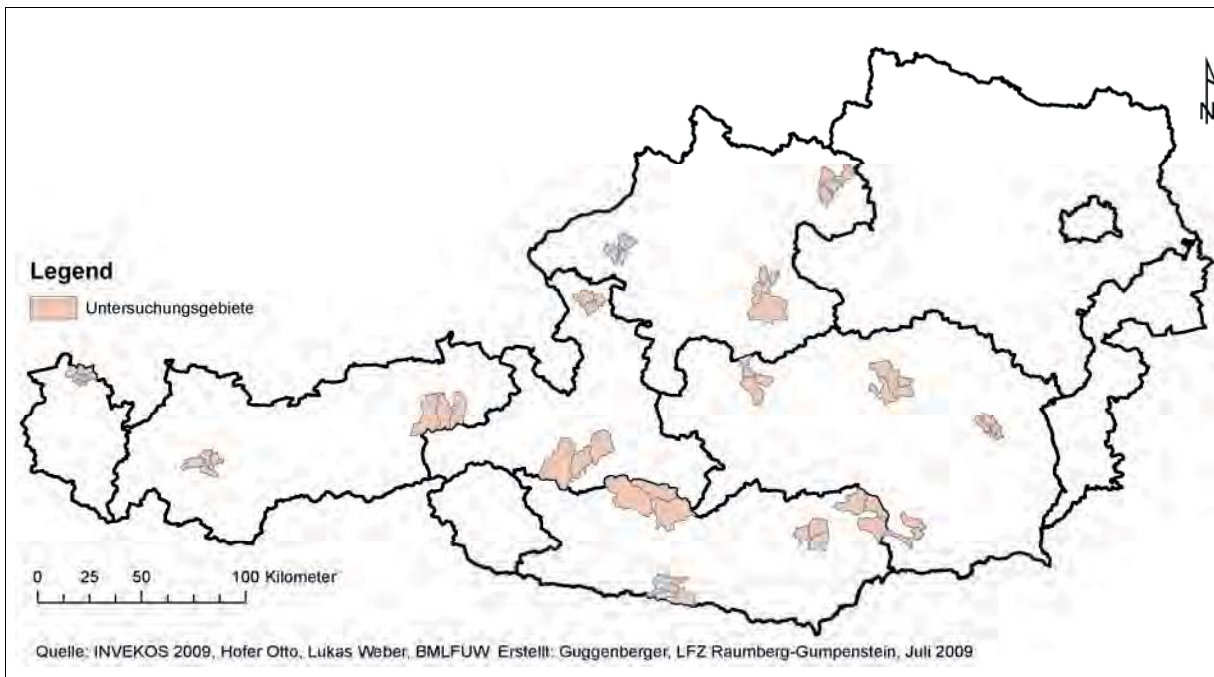 N
Legend
Untersuchungsgebiete
0 25 50 100 Kilometer
Quelle: INVEKOS 2009, Hofer Otto, Lukas Weber, BMLFUW Erstellt: Guggenberger, LFZ Raumberg-Gumpenstein, Juli 2009